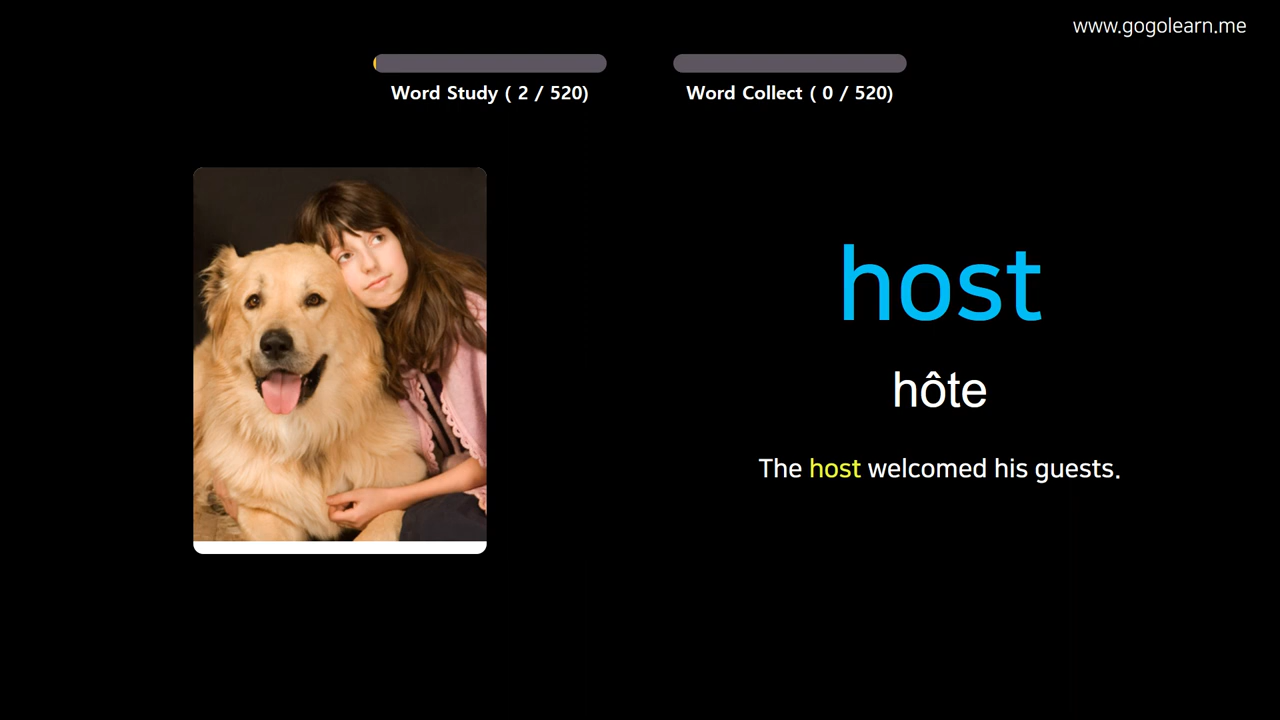 www.gogolearn.me
Word Study ( 2 / 520)
Word Collect ( 0 / 520)
host
hôte
The host welcomed his guests.